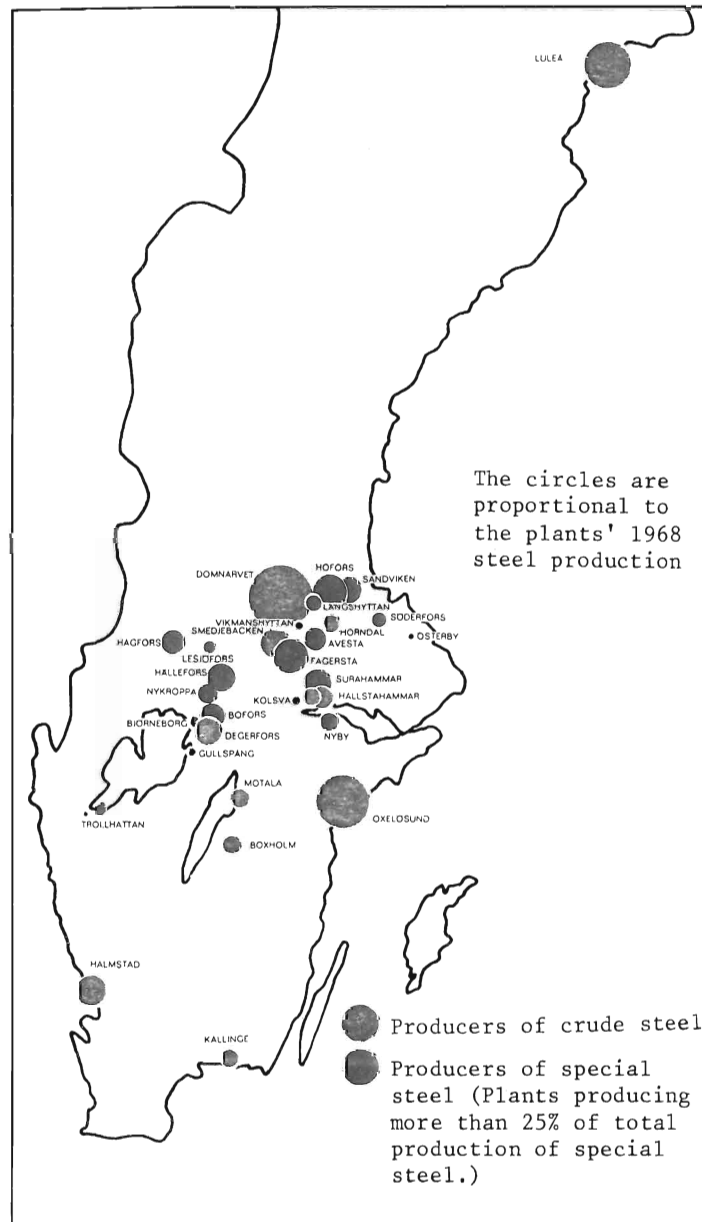 LULEA
The circles are
proportional to
the plants' 1968
steel production
DOMNARVET
HOFORS
SANDVIKEN
LANGSHYTTAN
VIKMANSHYTTAN
SODERFORS
SMEDJEBACKEN
HORNDAL
OSTERBY
HAGFORS
AVESTA
LESJOFORS
FAGERSTA
HALLEFORS
SURAHAMMAR
NYKROPPA
KOLSVA
HALLSTAHAMMAR
BJORNEBORG
BOFORS
NYBY
DEGERFORS
GULLSPANG
MOTALA
TROLLHATTAN
OXELOSUND
BOXHOLM
HALMSTAD
Producers of crude steel
KALLINGE
Producers of special
steel (Plants producing
more than 25% of total
production of special
steel.)